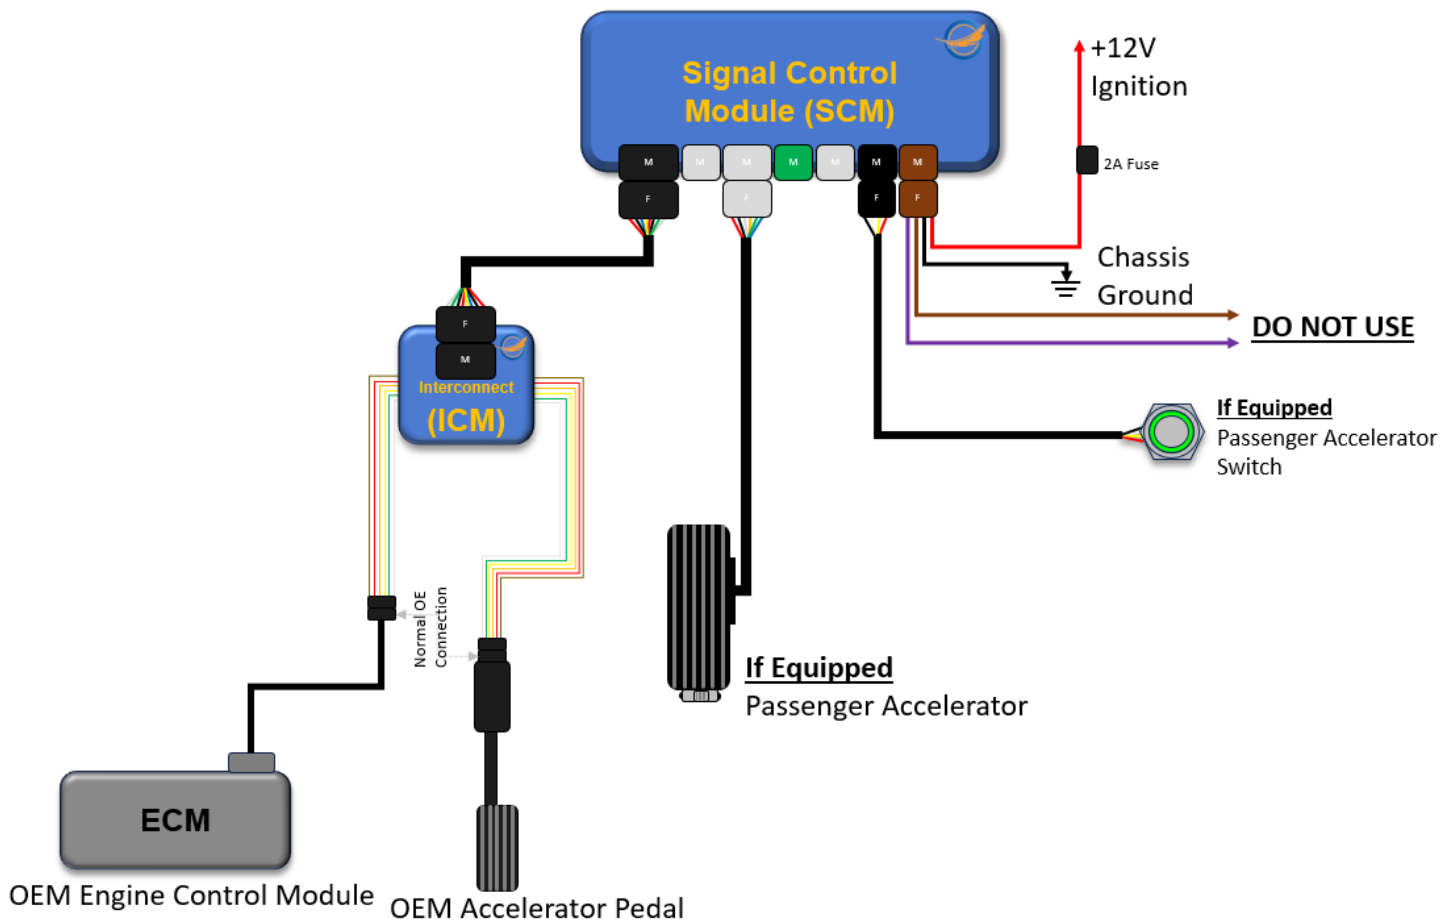 Signal Control
Module (SCM)
M
M
M
M
M
M
M
F
F
F
F
+12V
Ignition
2A Fuse
Chassis
Ground
DO NOT USE
If Equipped
Passenger Accelerator
Switch
F
M
Interconnect
(ICM)
Normal OE
Connection
If Equipped
Passenger Accelerator
ECM
OEM Engine Control Module
OEM Accelerator Pedal